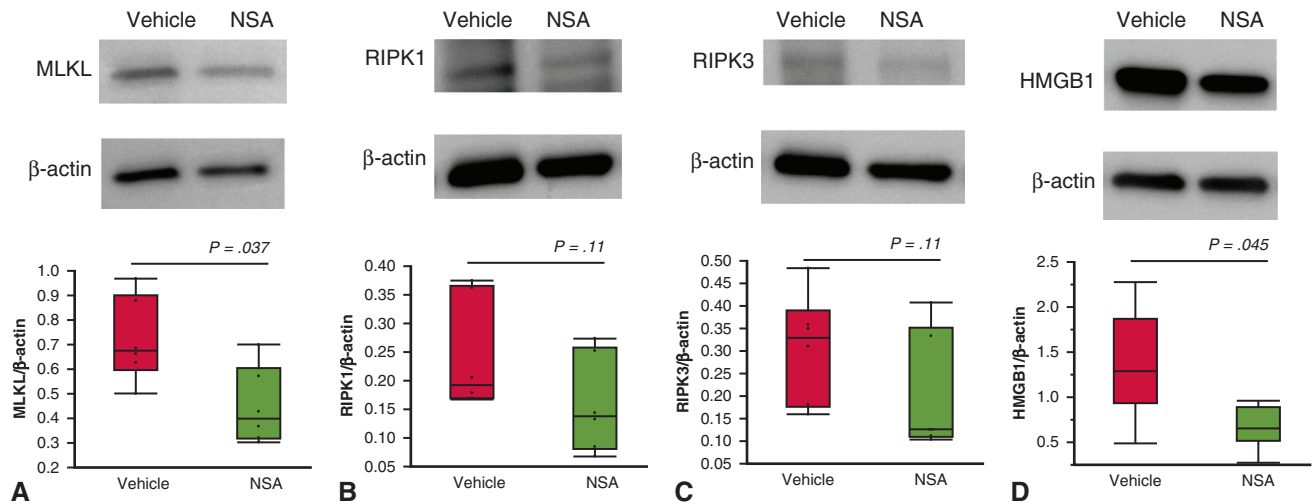 Vehicle NSA
MLKL
β-actin
P = .037
MLKL/β-actin
1.0
0.9
0.8
0.7
0.6
0.5
0.4
0.3
0.2
Vehicle NSA
A
Vehicle NSA
RIPK1
β-actin
P = .11
RIPK1/β-actin
0.40
0.35
0.30
0.25
0.20
0.15
0.10
0.05
Vehicle NSA
B
Vehicle NSA
RIPK3
β-actin
P = .11
RIPK3/β-actin
0.50
0.45
0.40
0.35
0.30
0.25
0.20
0.15
0.10
0.05
Vehicle NSA
C
Vehicle NSA
HMGB1
β-actin
P = .045
HMGB1/β-actin
2.5
2.0
1.5
1.0
0.5
Vehicle NSA
D